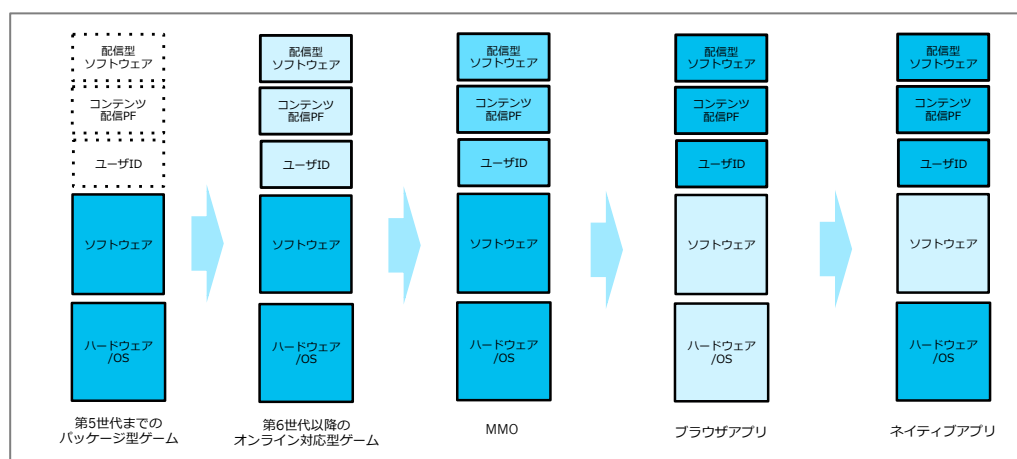 配信型
ソフトウェア
コンテンツ
配信PF
ユーザID
ソフトウェア
ハードウェア
/OS
第5世代までの
パッケージ型ゲーム
配信型
ソフトウェア
コンテンツ
配信PF
ユーザID
ソフトウェア
ハードウェア
/OS
第6世代以降の
オンライン対応型ゲーム
配信型
ソフトウェア
コンテンツ
配信PF
ユーザID
ソフトウェア
ハードウェア
/OS
MMO
配信型
ソフトウェア
コンテンツ
配信PF
ユーザID
ソフトウェア
ハードウェア
/OS
ブラウザアプリ
配信型
ソフトウェア
コンテンツ
配信PF
ユーザID
ソフトウェア
ハードウェア
/OS
ネイティブアプリ